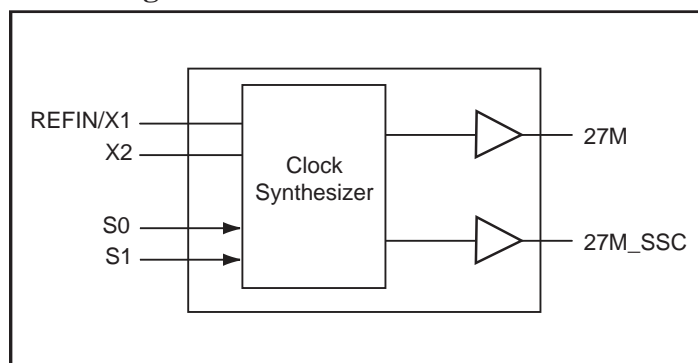 REFIN/X1
X2
S0
S1
Clock
Synthesizer
27M
27M_SSC